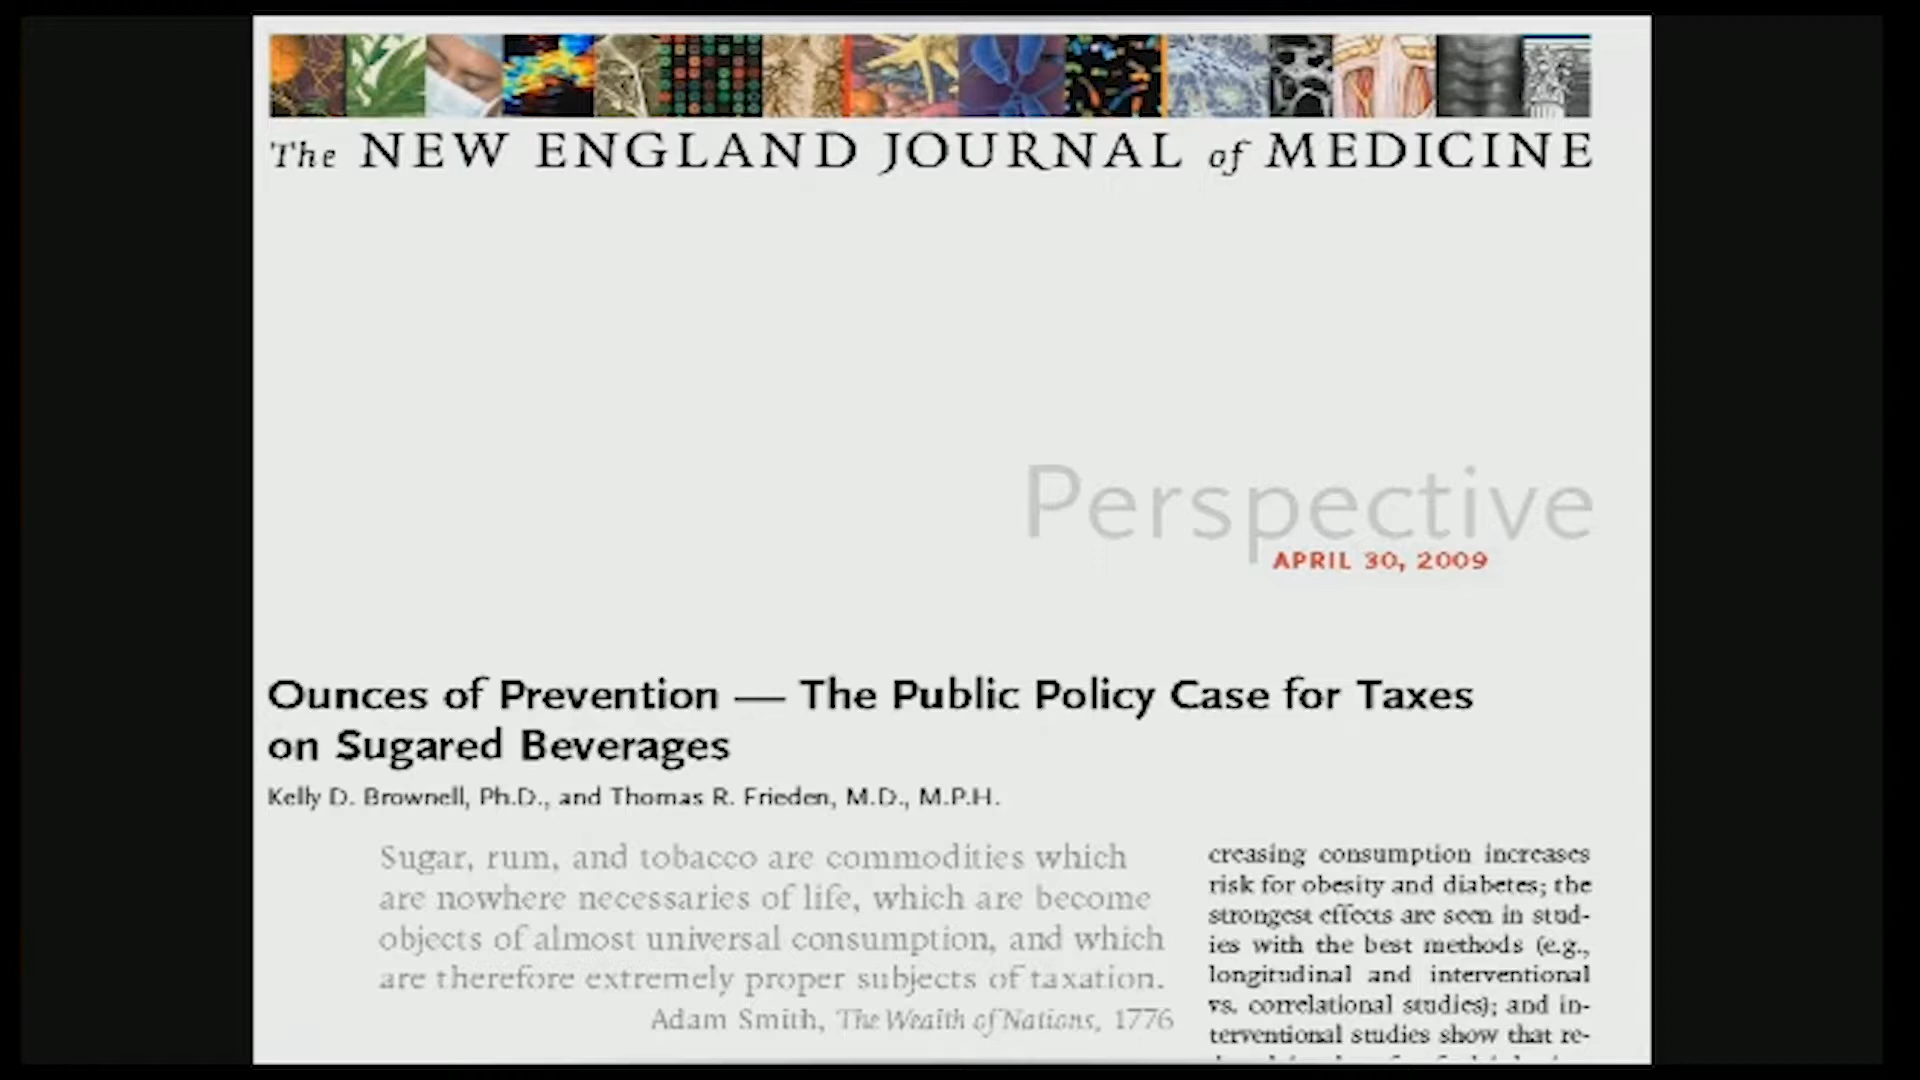 The NEW ENGLAND JOURNAL of MEDICINE
Perspective
APRIL 30, 2009
Ounces of Prevention — The Public Policy Case for Taxes
on Sugared Beverages
Kelly D. Brownell, Ph.D., and Thomas R. Frieden, M.D., M.P.H.
Sugar, rum, and tobacco are commodities which
are nowhere necessaries of life, which are become
objects of almost universal consumption, and which
are therefore extremely proper subjects of taxation.
Adam Smith, The Wealth of Nations, 1776
creasing consumption increases
risk for obesity and diabetes; the
strongest effects are seen in stud-
ies with the best methods (e.g.,
longitudinal and interventional
vs. correlational studies); and in-
terventional studies show that re-